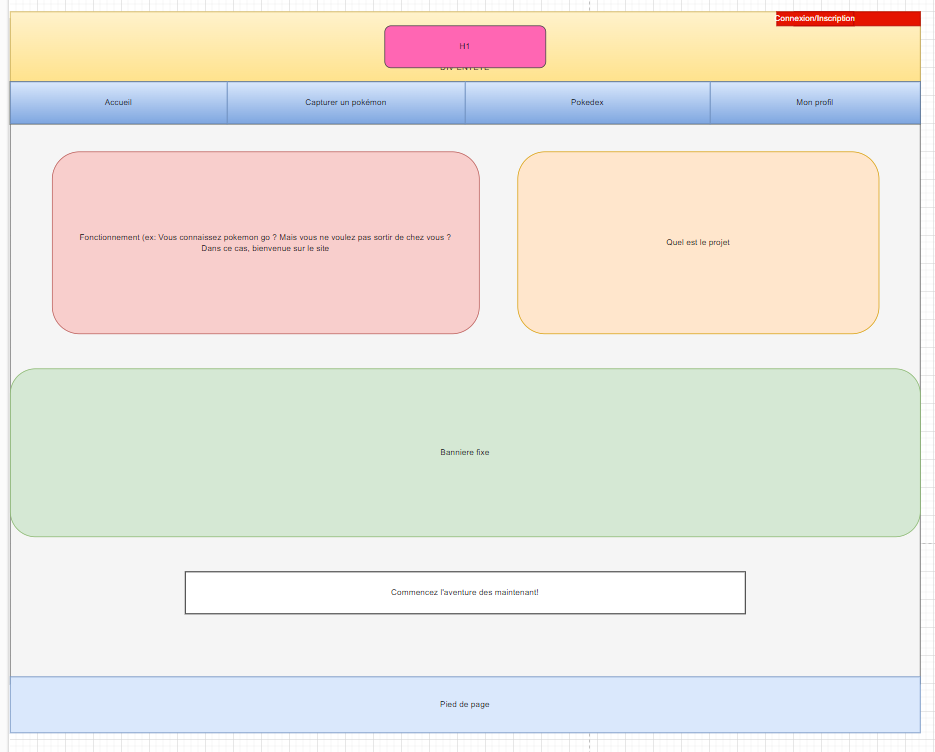 Connexion/Inscription
H1
DIV ENTETE
Accueil
Capturer un pokémon
Pokedex
Mon profil
Fonctionnement (ex: Vous connaissez pokemon go ? Mais vous ne voulez pas sortir de chez vous ?
Dans ce cas, bienvenue sur le site
Quel est le projet
Banniere fixe
Commencez l'aventure des maintenant!
Pied de page